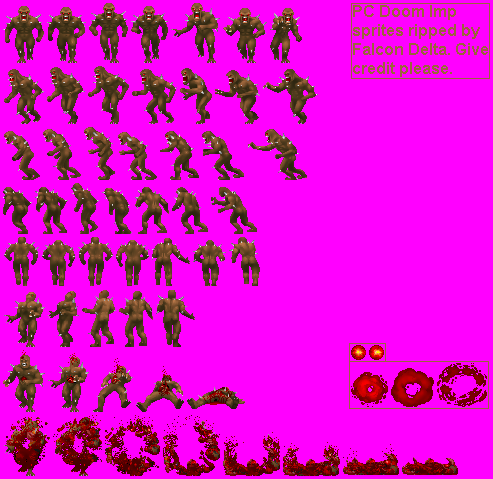 PC Doom Imp
sprites ripped by
Falcon Delta. Give
credit please.